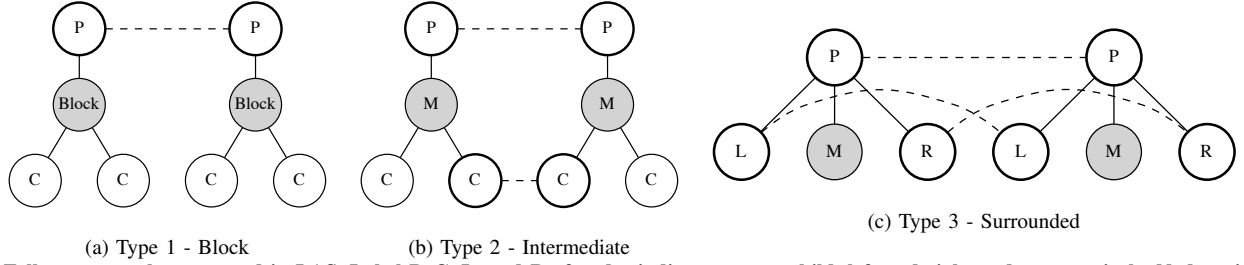 P P
Block Block
C C C C
(a) Type 1 - Block
P P
M M
C C C C
(b) Type 2 - Intermediate
P P
L M R L M R
(c) Type 3 - Surrounded